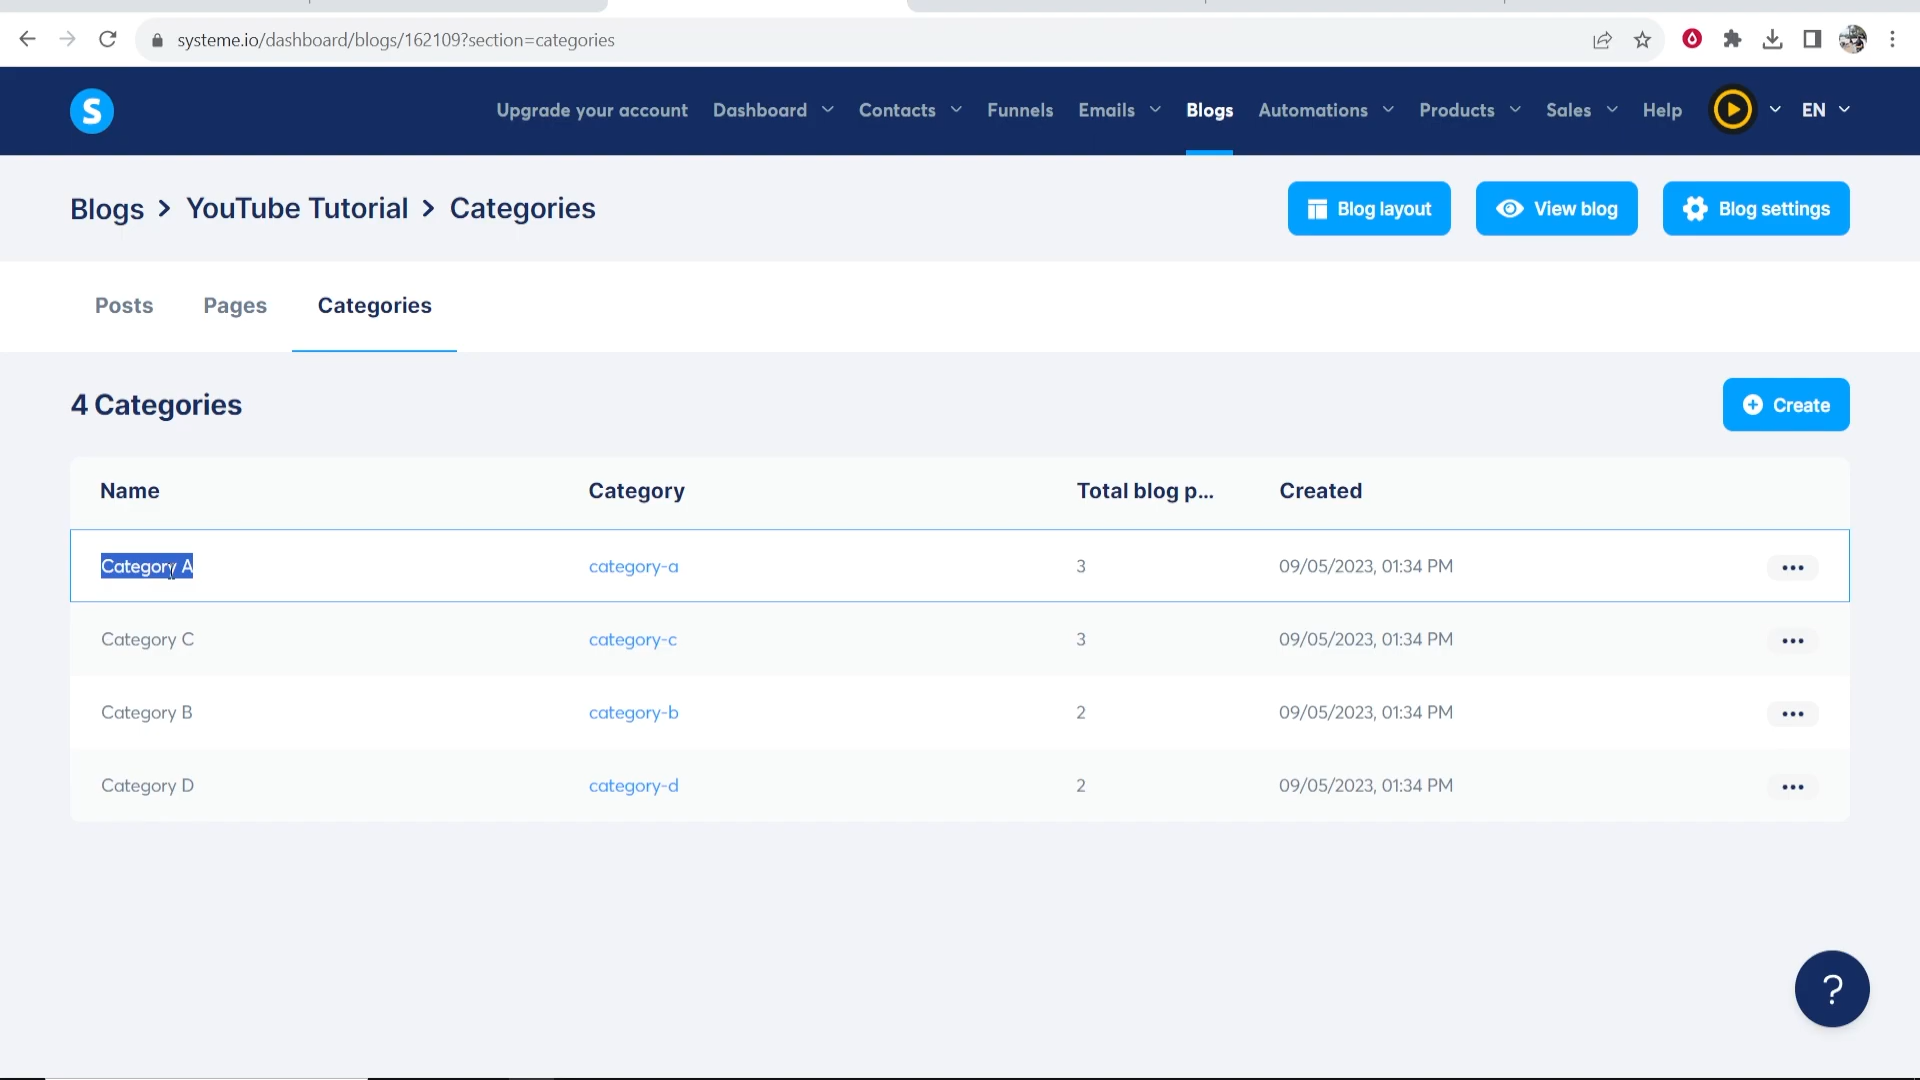 systeme.io/dashboard/blogs/162109?section=categories
S Upgrade your account Dashboard Contacts Funnels Emails Blogs Automations Products Sales Help EN
Blogs > YouTube Tutorial > Categories Blog layout View blog Blog settings
Posts Pages Categories
4 Categories Create
Name Category Total blog p... Created
Category A category-a 3 09/05/2023, 01:34 PM
Category C category-c 3 09/05/2023, 01:34 PM
Category B category-b 2 09/05/2023, 01:34 PM
Category D category-d 2 09/05/2023, 01:34 PM
?